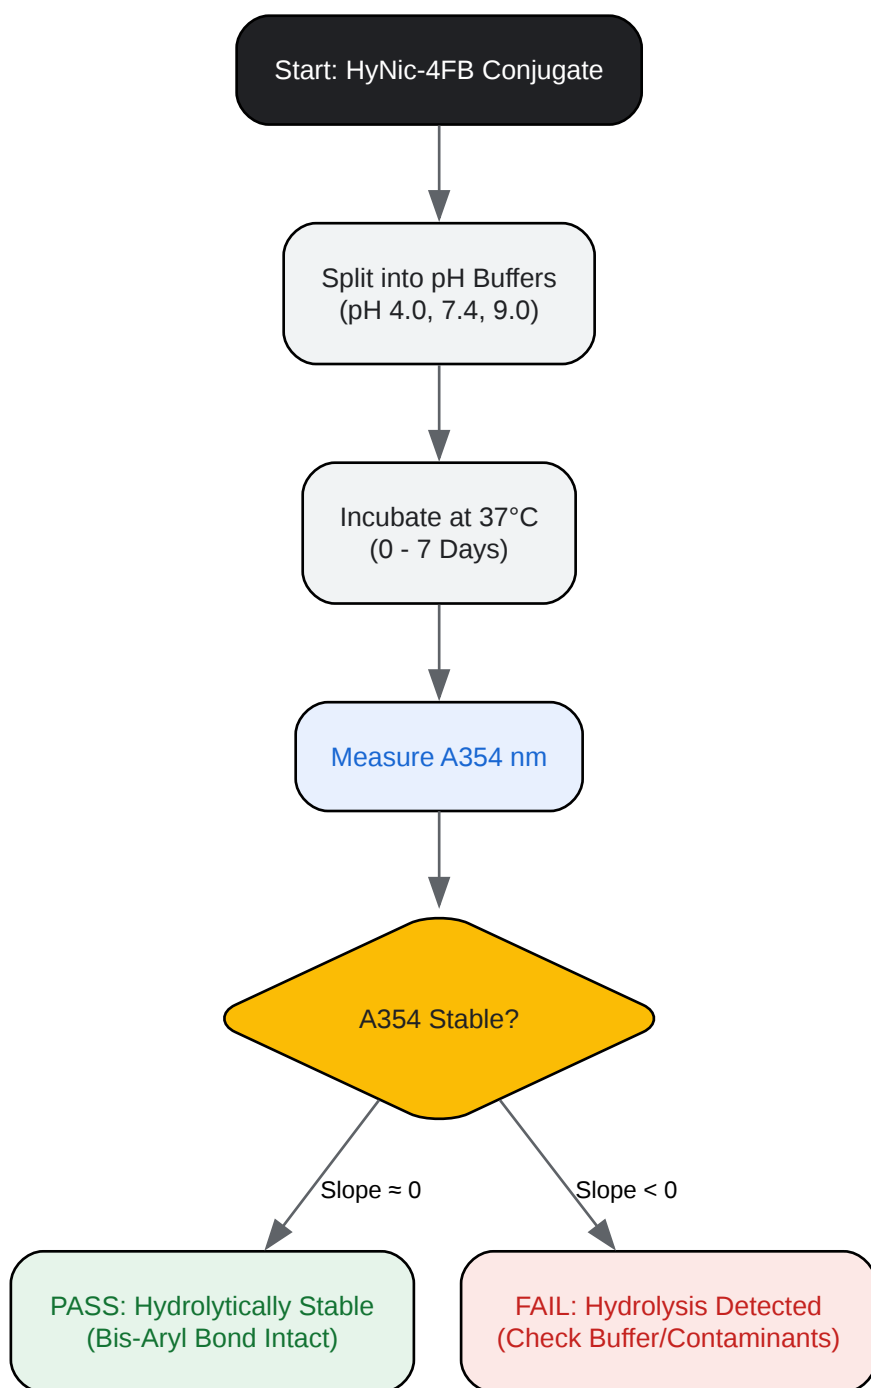 Start: HyNic-4FB Conjugate
Split into pH Buffers
(pH 4.0, 7.4, 9.0)
Incubate at 37°C
(0 - 7 Days)
Measure A354 nm
A354 Stable?
Slope ≈ 0
Slope < 0
PASS: Hydrolytically Stable
(Bis-Aryl Bond Intact)
FAIL: Hydrolysis Detected
(Check Buffer/Contaminants)